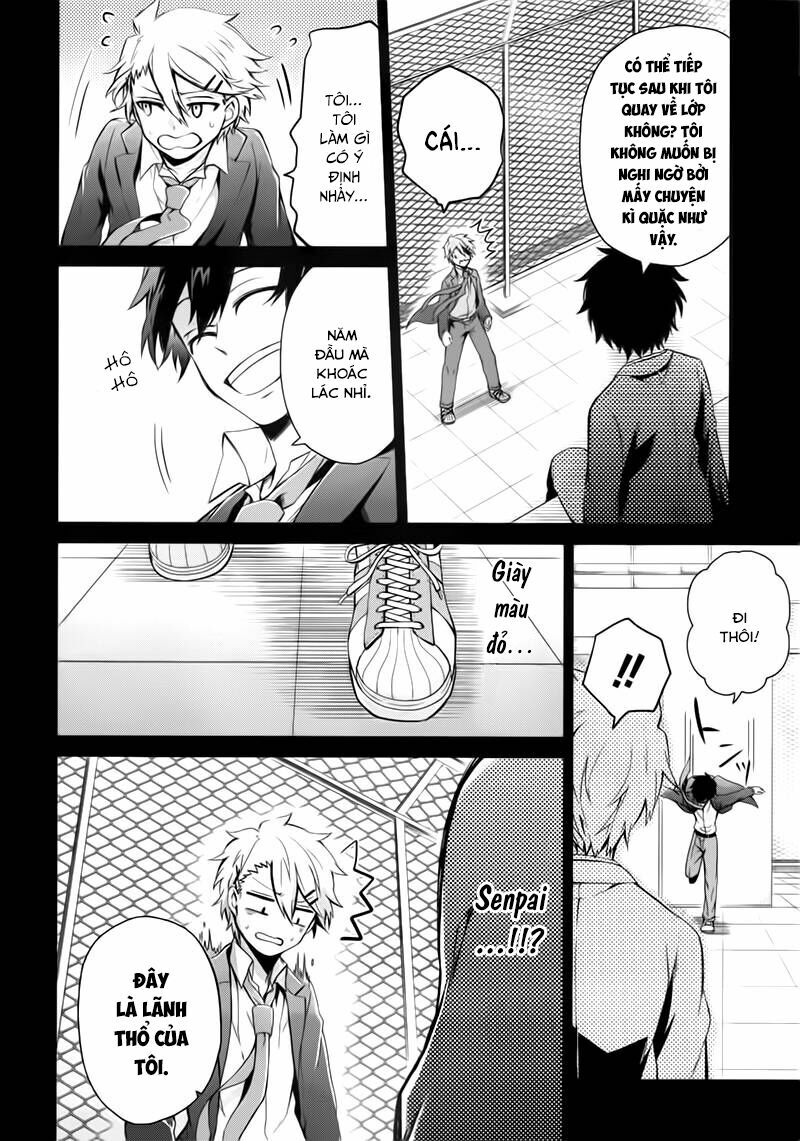 CÓ THỂ TIẾP
TỤC SAU KHI TÔI
QUAY VỀ LỚP
KHÔNG? TÔI
KHÔNG MUỐN BỊ
NGHI NGỜ BỞI
MẤY CHUYỆN
KÌ QUẶC NHƯ
VẬY.
CÁI...
TÔI...
TÔI
LÀM GÌ
CÓ Ý
ĐỊNH
NHẢY...
NĂM
ĐẦU MÀ
KHOÁC
LÁC NHỈ.
HÔ
HÔ
ĐI
THÔI!
!!
Giày
màu
đỏ...
Senpai
...!!?
ĐÂY
LÀ LÃNH
THỔ CỦA
TÔI.